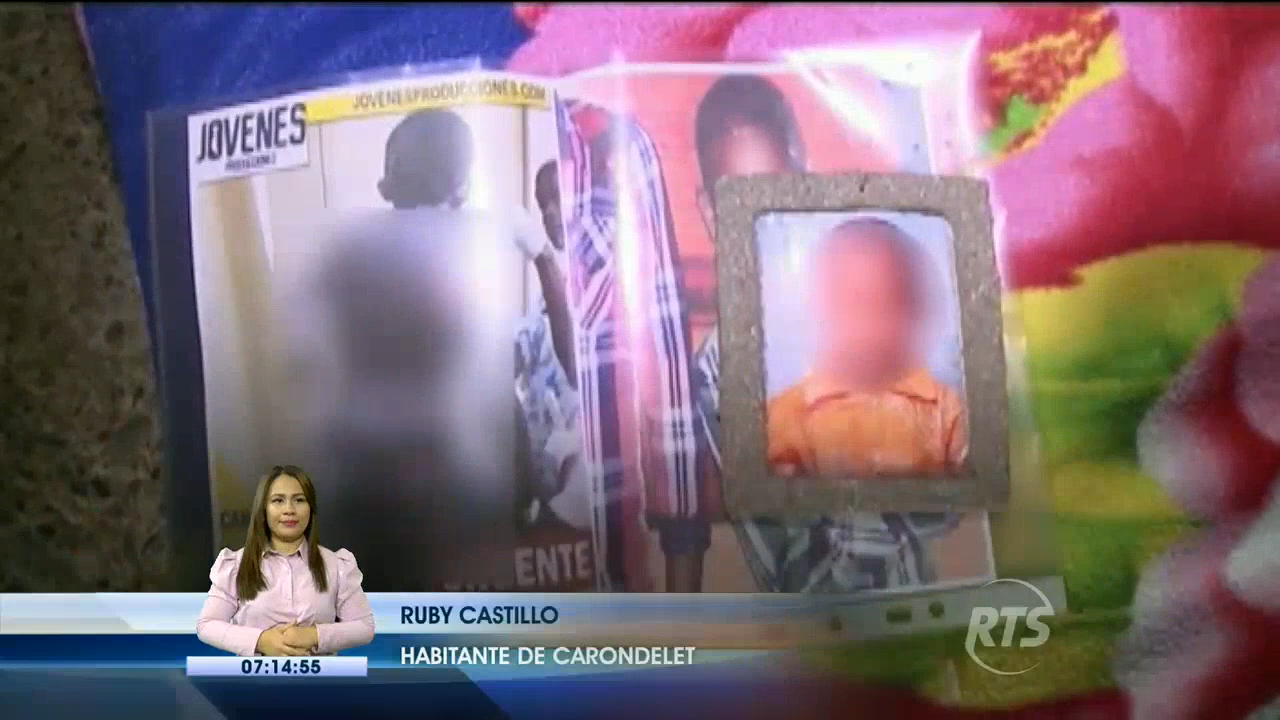 JOVENESPRODUCCIONES.COM
JOVENES
ENTE
RUBY CASTILLO
HABITANTE DE CARONDELET
07:14:55
RTS